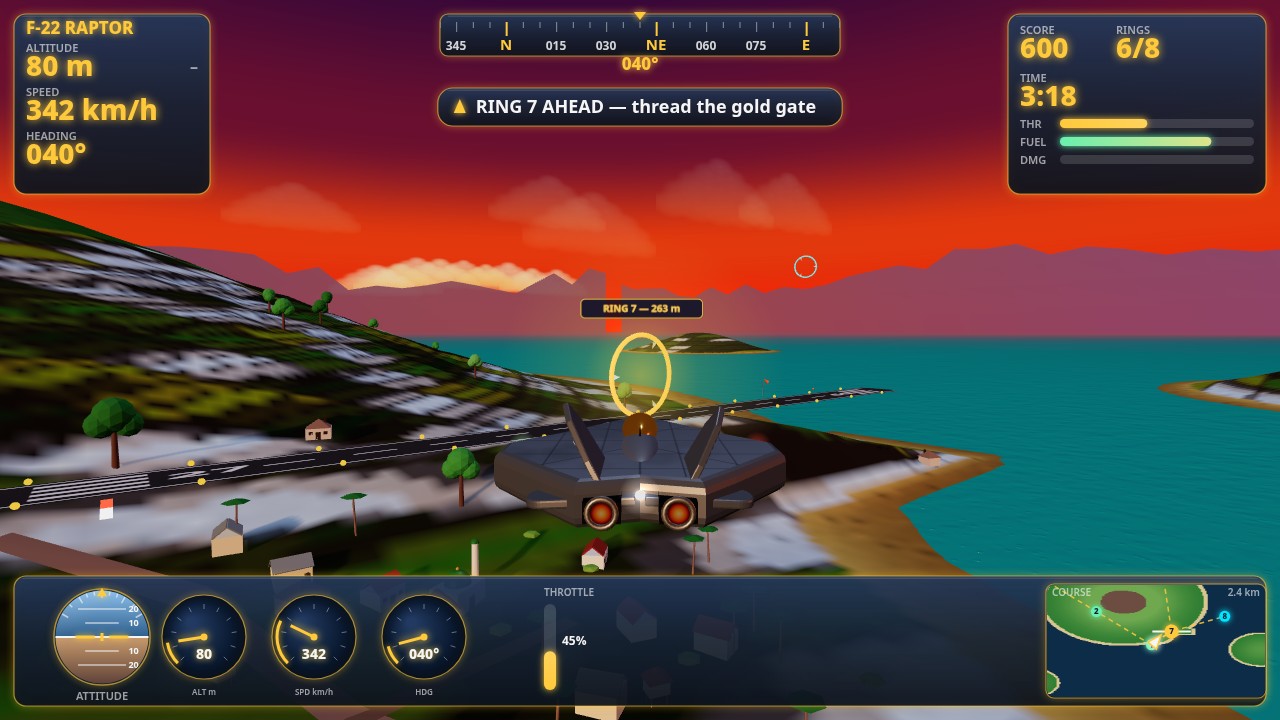 F-22 RAPTOR
ALTITUDE
80 m
–
SPEED
342 km/h
HEADING
040°
345 N 015 030 NE 060 075 E
040°
RING 7 AHEAD — thread the gold gate
SCORE RINGS
600 6/8
TIME
3:18
THR
FUEL
DMG
RING 7 — 263 m
20
10
10
20
ATTITUDE
80
ALT m
342
SPD km/h
040°
HDG
THROTTLE
45%
COURSE 2.4 km
2
7
8